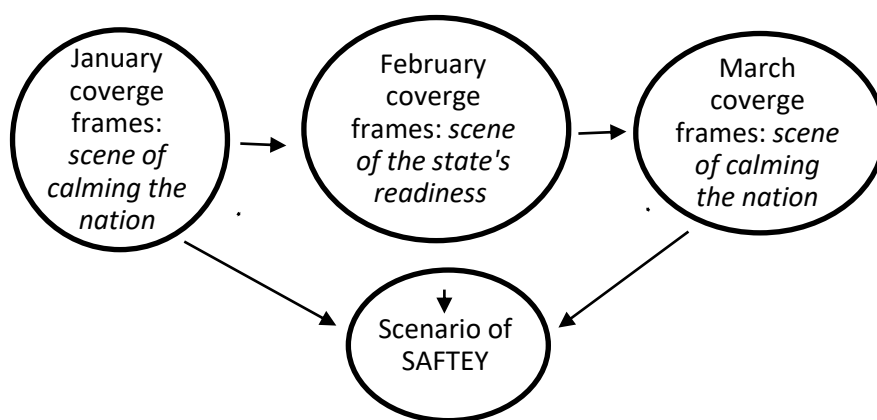 January
coverge
frames:
scene of
calming the
nation
February
coverge
frames: scene
of the state's
readiness
March
coverge
frames: scene
of calming
the nation
Scenario of
SAFTEY